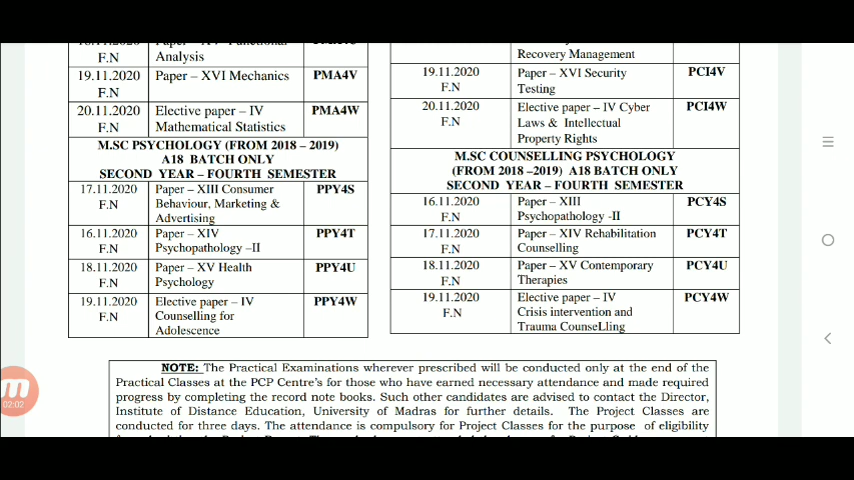 Paper – XV Functional
F.N
Analysis
19.11.2020
F.N
Paper – XVI Mechanics
PMA4V
20.11.2020
F.N
Elective paper – IV
Mathematical Statistics
PMA4W
M.SC PSYCHOLOGY (FROM 2018 – 2019)
A18 BATCH ONLY
SECOND YEAR – FOURTH SEMESTER
17.11.2020
F.N
Paper – XIII Consumer
Behaviour, Marketing &
Advertising
PPY4S
16.11.2020
F.N
Paper – XIV
Psychopathology –II
PPY4T
18.11.2020
F.N
Paper – XV Health
Psychology
PPY4U
19.11.2020
F.N
Elective paper – IV
Counselling for
Adolescence
PPY4W
Recovery Management
19.11.2020
F.N
Paper – XVI Security
Testing
PCI4V
20.11.2020
F.N
Elective paper – IV Cyber
Laws & Intellectual
Property Rights
PCI4W
M.SC COUNSELLING PSYCHOLOGY
(FROM 2018 –2019) A18 BATCH ONLY
SECOND YEAR – FOURTH SEMESTER
16.11.2020
F.N
Paper – XIII
Psychopathology -II
PCY4S
17.11.2020
F.N
Paper – XIV Rehabilitation
Counselling
PCY4T
18.11.2020
F.N
Paper – XV Contemporary
Therapies
PCY4U
19.11.2020
F.N
Elective paper – IV
Crisis intervention and
Trauma CounseLling
PCY4W
NOTE: The Practical Examinations wherever prescribed will be conducted only at the end of the
Practical Classes at the PCP Centre's for those who have earned necessary attendance and made required
progress by completing the record note books. Such other candidates are advised to contact the Director,
Institute of Distance Education, University of Madras for further details. The Project Classes are
conducted for three days. The attendance is compulsory for Project Classes for the purpose of eligibility
02:02